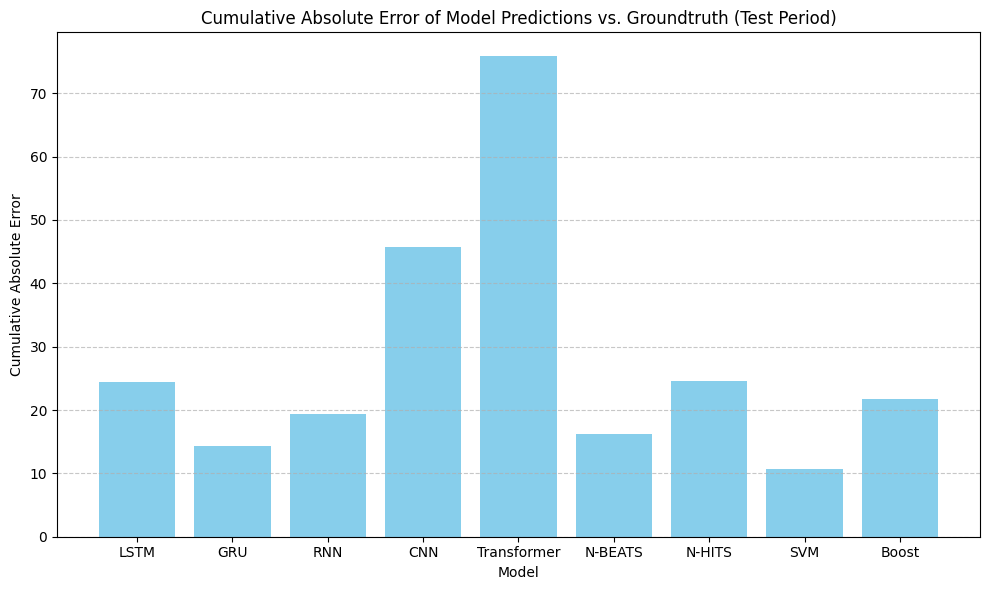 Cumulative Absolute Error of Model Predictions vs. Groundtruth (Test Period)
Cumulative Absolute Error
70
60
50
40
30
20
10
0
LSTM GRU RNN CNN Transformer N-BEATS N-HITS SVM Boost
Model